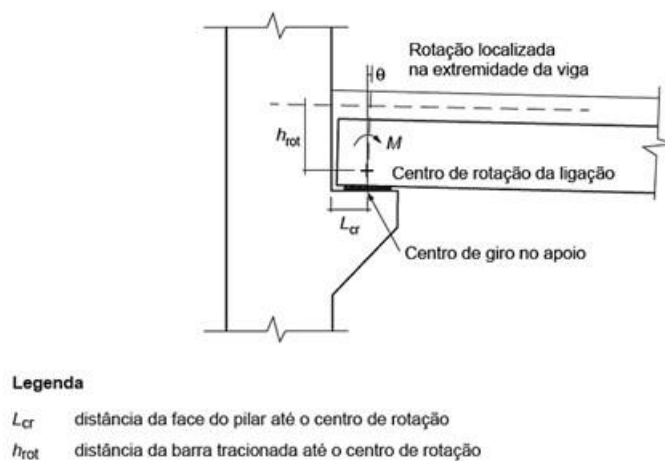 Rotação localizada
na extremidade da viga
θ
h_rot
M
Centro de rotação da ligação
L_cr
Centro de giro no apoio
Legenda
L_cr distância da face do pilar até o centro de rotação
h_rot distância da barra tracionada até o centro de rotação